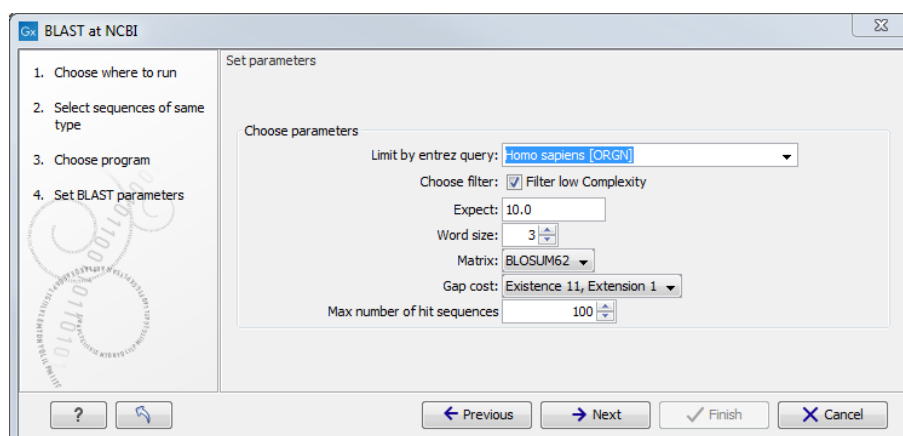 Gx BLAST at NCBI
1. Choose where to run
2. Select sequences of same
type
3. Choose program
4. Set BLAST parameters
Set parameters
Choose parameters
Limit by entrez query: Homo sapiens [ORGN]
Choose filter: Filter low Complexity
Expect: 10.0
Word size: 3
Matrix: BLOSUM62
Gap cost: Existence 11, Extension 1
Max number of hit sequences 100
? Previous Next Finish Cancel